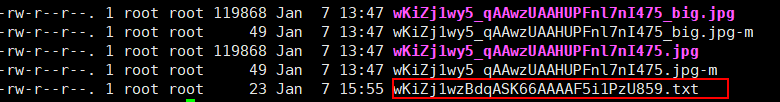 -rw-r--r--. 1 root root 119868 Jan  7 13:47 wKiZj1wy5_qAAwzUAAHUPFnl7nI475_big.jpg
-rw-r--r--. 1 root root     49 Jan  7 13:47 wKiZj1wy5_qAAwzUAAHUPFnl7nI475_big.jpg-m
-rw-r--r--. 1 root root 119868 Jan  7 13:47 wKiZj1wy5_qAAwzUAAHUPFnl7nI475.jpg
-rw-r--r--. 1 root root     49 Jan  7 13:47 wKiZj1wy5_qAAwzUAAHUPFnl7nI475.jpg-m
-rw-r--r--. 1 root root     23 Jan  7 15:55 wKiZj1wzBdqASK66AAAAF5i1PzU859.txt